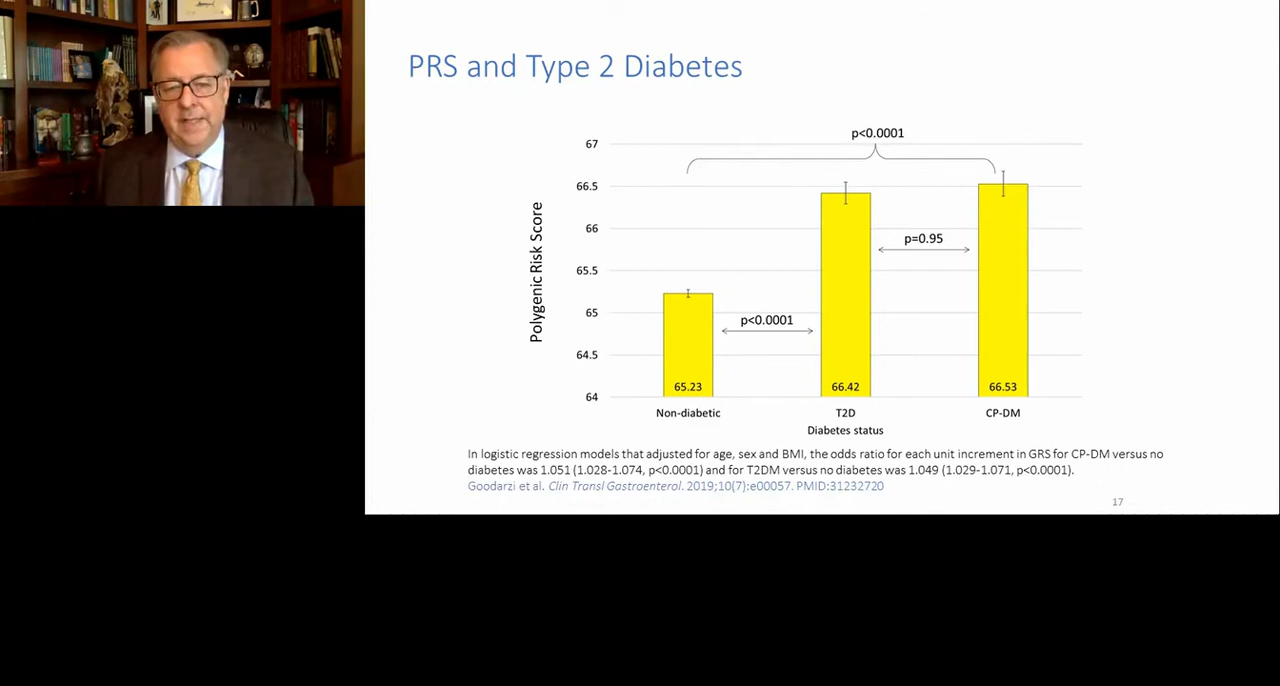 PRS and Type 2 Diabetes
p<0.0001
67
66.5
66
65.5
65
64.5
64
Polygenic Risk Score
p=0.95
p<0.0001
65.23
66.42
66.53
Non-diabetic
T2D
CP-DM
Diabetes status
In logistic regression models that adjusted for age, sex and BMI, the odds ratio for each unit increment in GRS for CP-DM versus no
diabetes was 1.051 (1.028-1.074, p<0.0001) and for T2DM versus no diabetes was 1.049 (1.029-1.071, p<0.0001).
Goodarzi et al. Clin Transl Gastroenterol. 2019;10(7):e00057. PMID:31232720
17